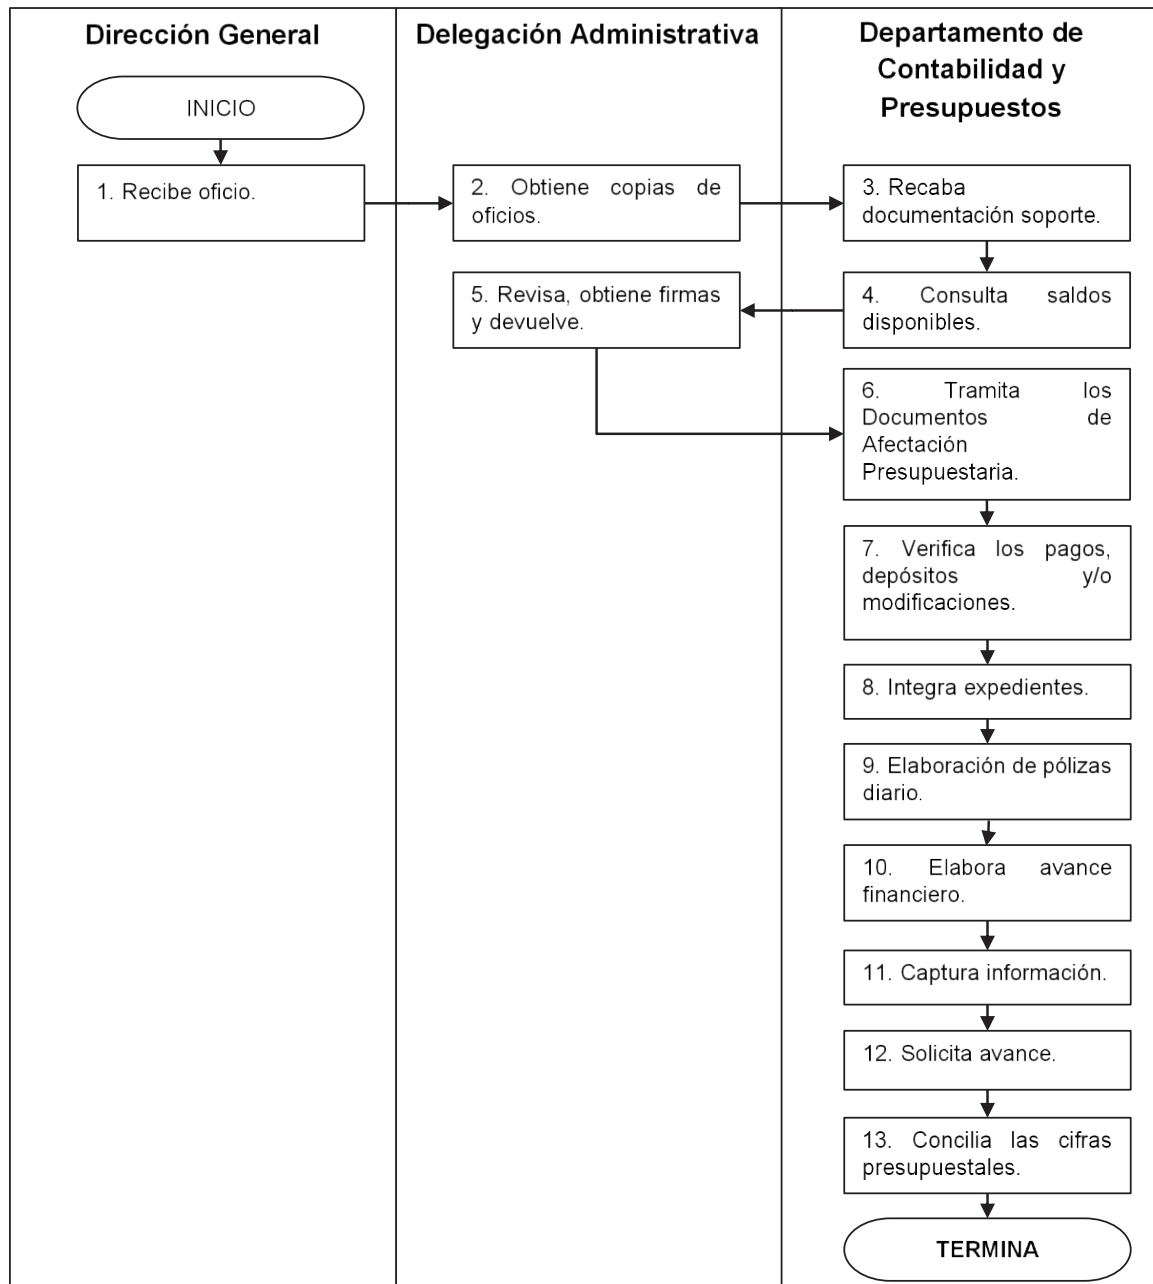 Dirección General
Delegación Administrativa
Departamento de
Contabilidad y
Presupuestos
INICIO
1. Recibe oficio.
2. Obtiene copias de
oficios.
3. Recaba
documentación soporte.
4. Consulta saldos
disponibles.
5. Revisa, obtiene firmas
y devuelve.
6. Tramita los
Documentos de
Afectación
Presupuestaria.
7. Verifica los pagos,
depósitos y/o
modificaciones.
8. Integra expedientes.
9. Elaboración de pólizas
diario.
10. Elabora avance
financiero.
11. Captura información.
12. Solicita avance.
13. Concilia las cifras
presupuestales.
TERMINA